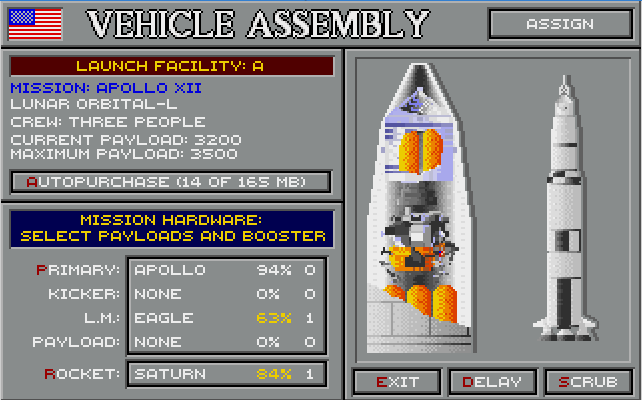 VEHICLE ASSEMBLY
ASSIGN
LAUNCH FACILITY: A
MISSION: APOLLO XII
LUNAR ORBITAL-L
CREW: THREE PEOPLE
CURRENT PAYLOAD: 3200
MAXIMUM PAYLOAD: 3500
AUTOPURCHASE (14 OF 165 MB)
MISSION HARDWARE:
SELECT PAYLOADS AND BOOSTER
PRIMARY: APOLLO 94% 0
KICKER: NONE 0% 0
L.M.: EAGLE 63% 1
PAYLOAD: NONE 0% 0
ROCKET: SATURN 84% 1
EXIT DELAY SCRUB